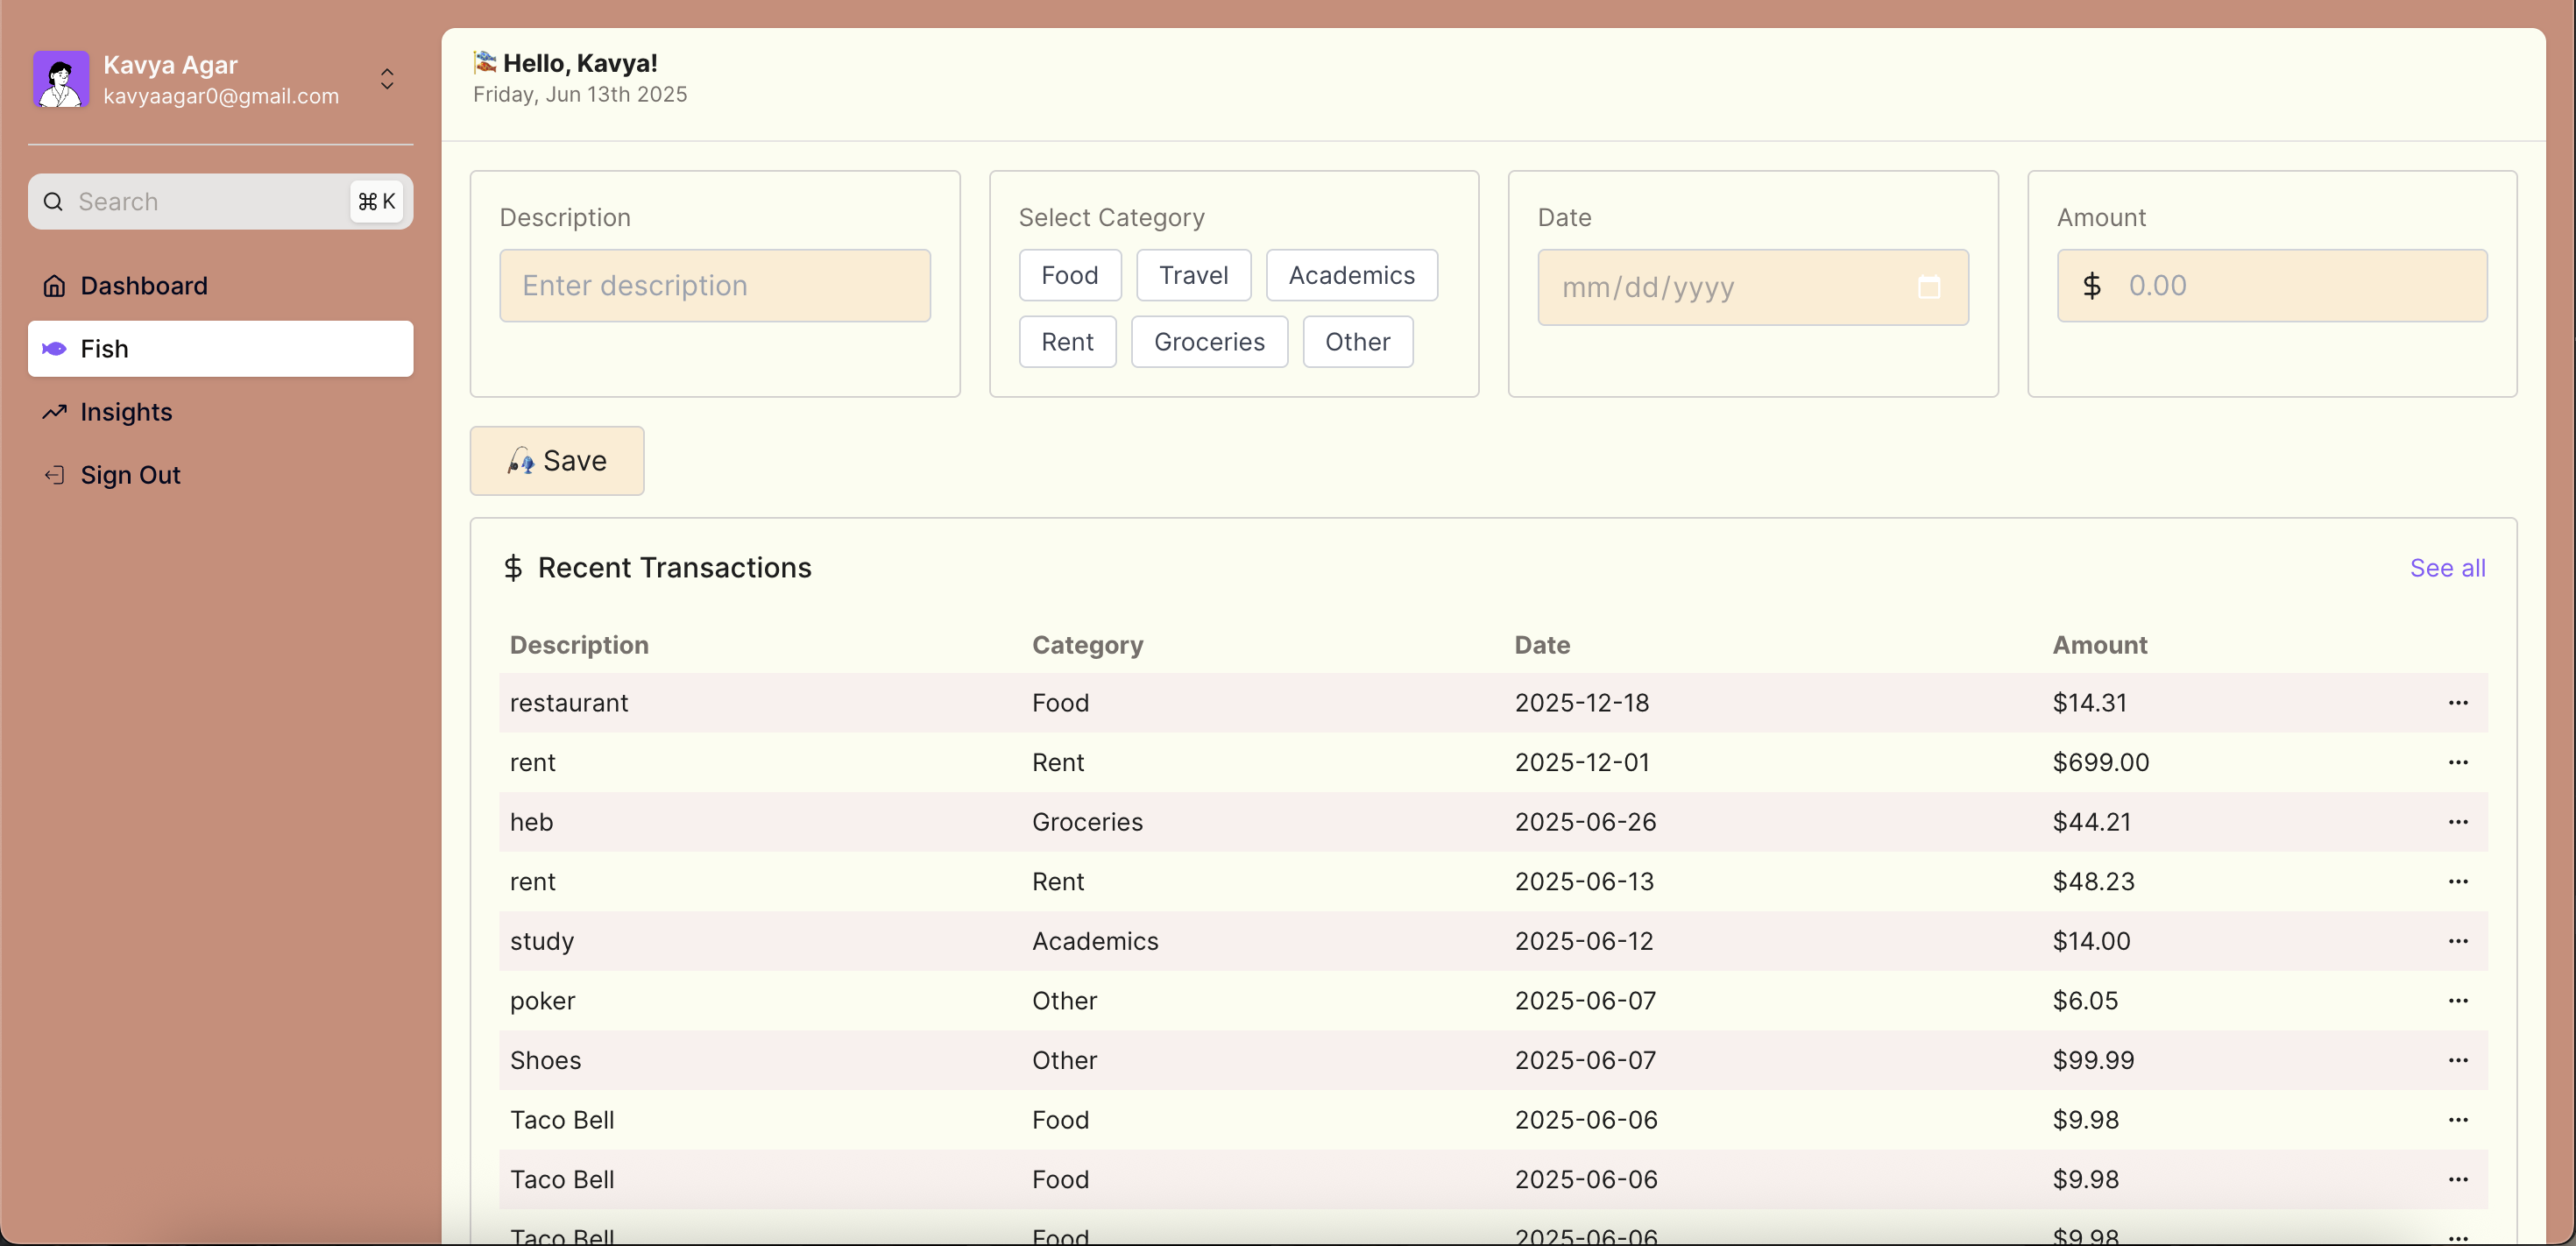 Kavya Agar
kavyaagar0@gmail.com
Search ⌘ K
Dashboard
Fish
Insights
Sign Out
Hello, Kavya!
Friday, Jun 13th 2025
Description
Enter description
Select Category
Food Travel Academics
Rent Groceries Other
Date
mm/dd/yyyy
Amount
$ 0.00
Save
$ Recent Transactions See all
Description Category Date Amount
restaurant Food 2025-12-18 $14.31 ...
rent Rent 2025-12-01 $699.00 ...
heb Groceries 2025-06-26 $44.21 ...
rent Rent 2025-06-13 $48.23 ...
study Academics 2025-06-12 $14.00 ...
poker Other 2025-06-07 $6.05 ...
Shoes Other 2025-06-07 $99.99 ...
Taco Bell Food 2025-06-06 $9.98 ...
Taco Bell Food 2025-06-06 $9.98 ...
Taco Bell Food 2025-06-06 $9.98 ...